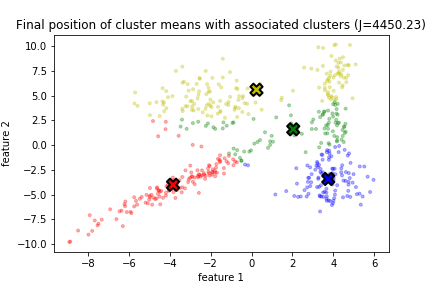 Final position of cluster means with associated clusters (J=4450.23)
10.0
7.5
5.0
2.5
0.0
−2.5
−5.0
−7.5
−10.0
feature 2
−8 −6 −4 −2 0 2 4 6
feature 1